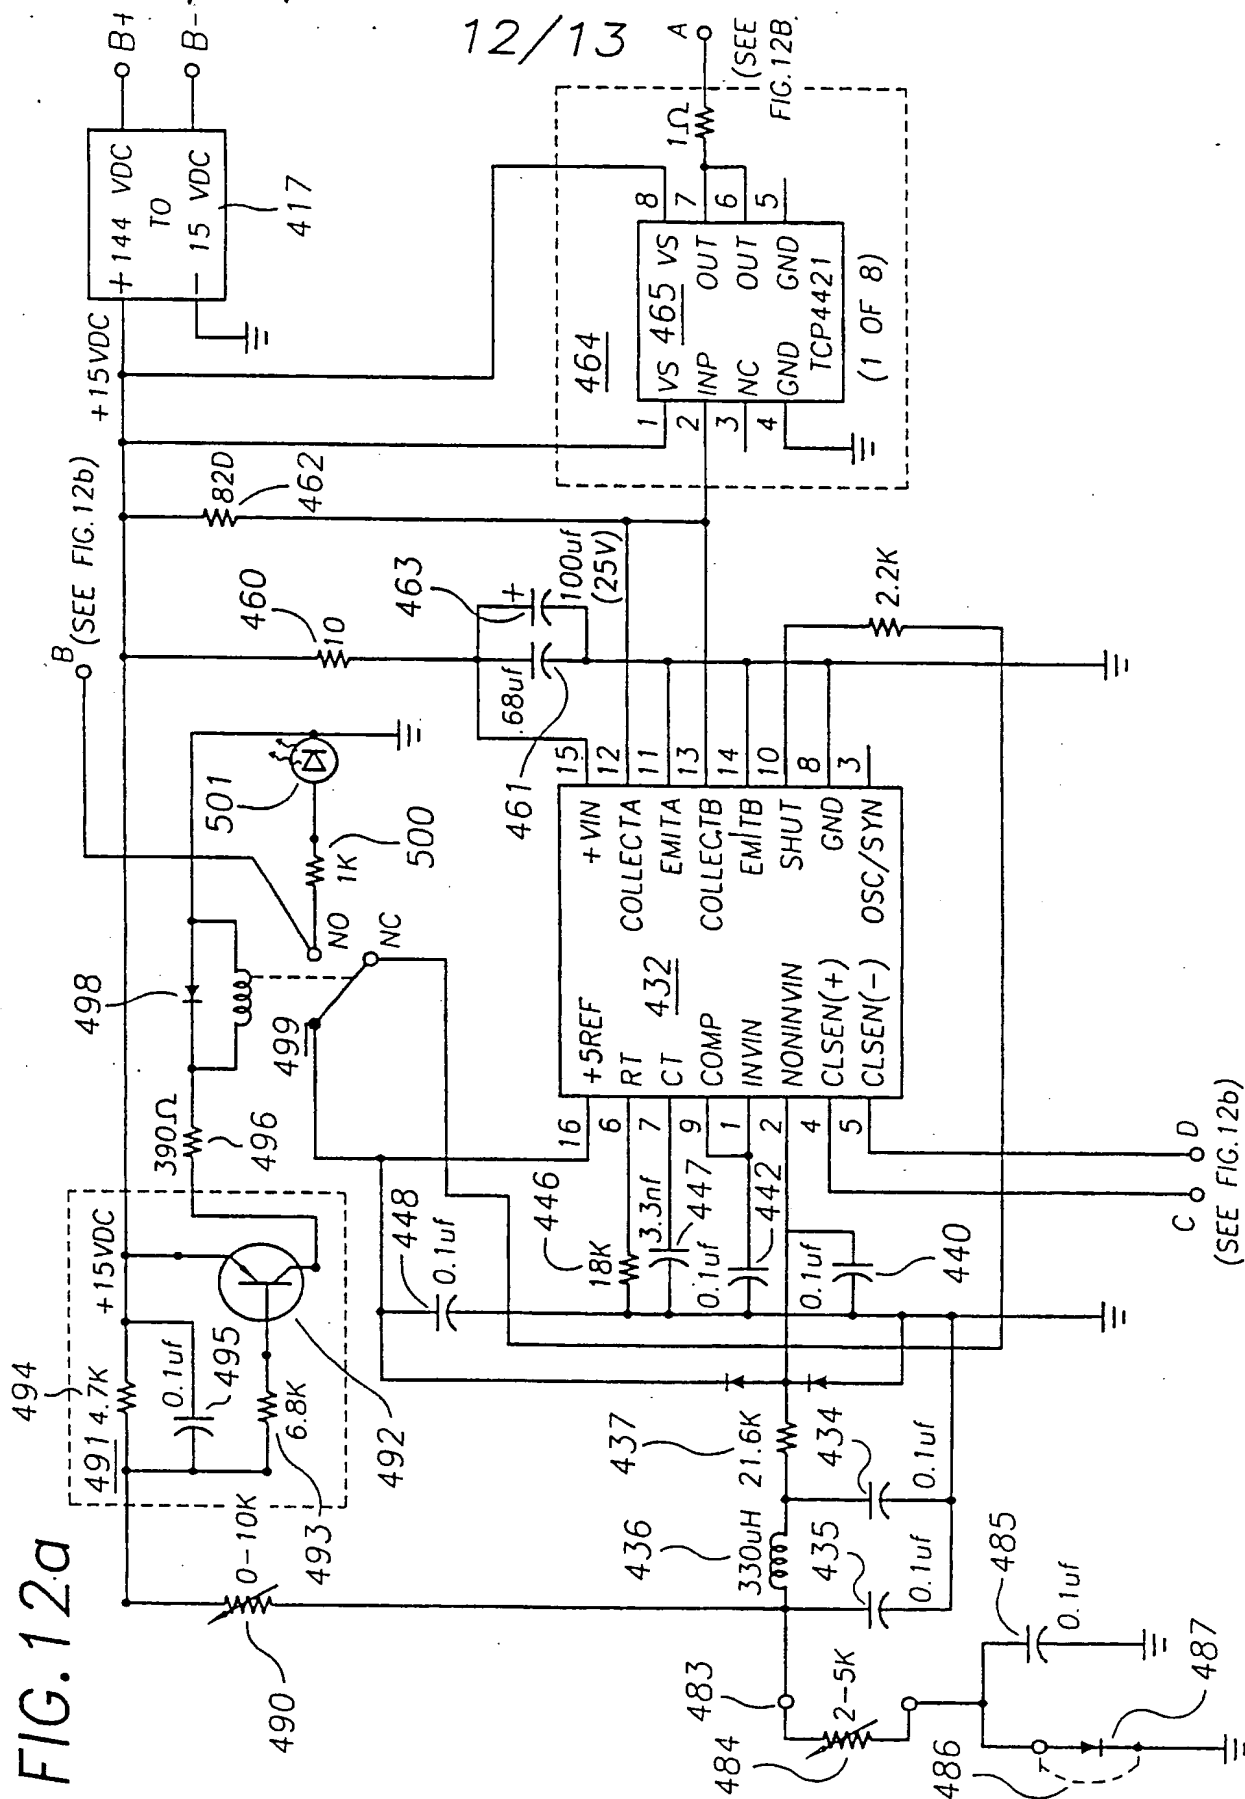 12/13
FIG.12a
B+
B-
+144 VDC
TO
- 15 VDC
417
+15VDC
A
(SEE
FIG.12B.
1Ω
464
465
1
2
3
4
VS
INP
NC
GND
VS
OUT
OUT
GND
8
7
6
5
TCP4421
(1 OF 8)
B
(SEE FIG.12b)
82D
462
460
10
463
+
100uf
(25V)
.68uf
461
2.2K
501
500
1K
NO
NC
498
499
390Ω
496
494
4.7K
491
+15VDC
0.1uf
495
6.8K
493
492
0-10K
490
448
0.1uf
446
18K
3.3nf
447
0.1uf
442
0.1uf
440
432
16
6
7
9
1
2
4
5
+5REF
RT
CT
COMP
INVIN
NONINVIN
CLSEN(+)
CLSEN(-)
+VIN
COLLECTA
EMITA
COLLECTB
EMITB
SHUT
GND
OSC/SYN
15
12
11
13
14
10
8
3
C
D
(SEE FIG.12b)
437
21.6K
434
0.1uf
436
330uH
435
0.1uf
483
484
2-5K
485
0.1uf
486
487